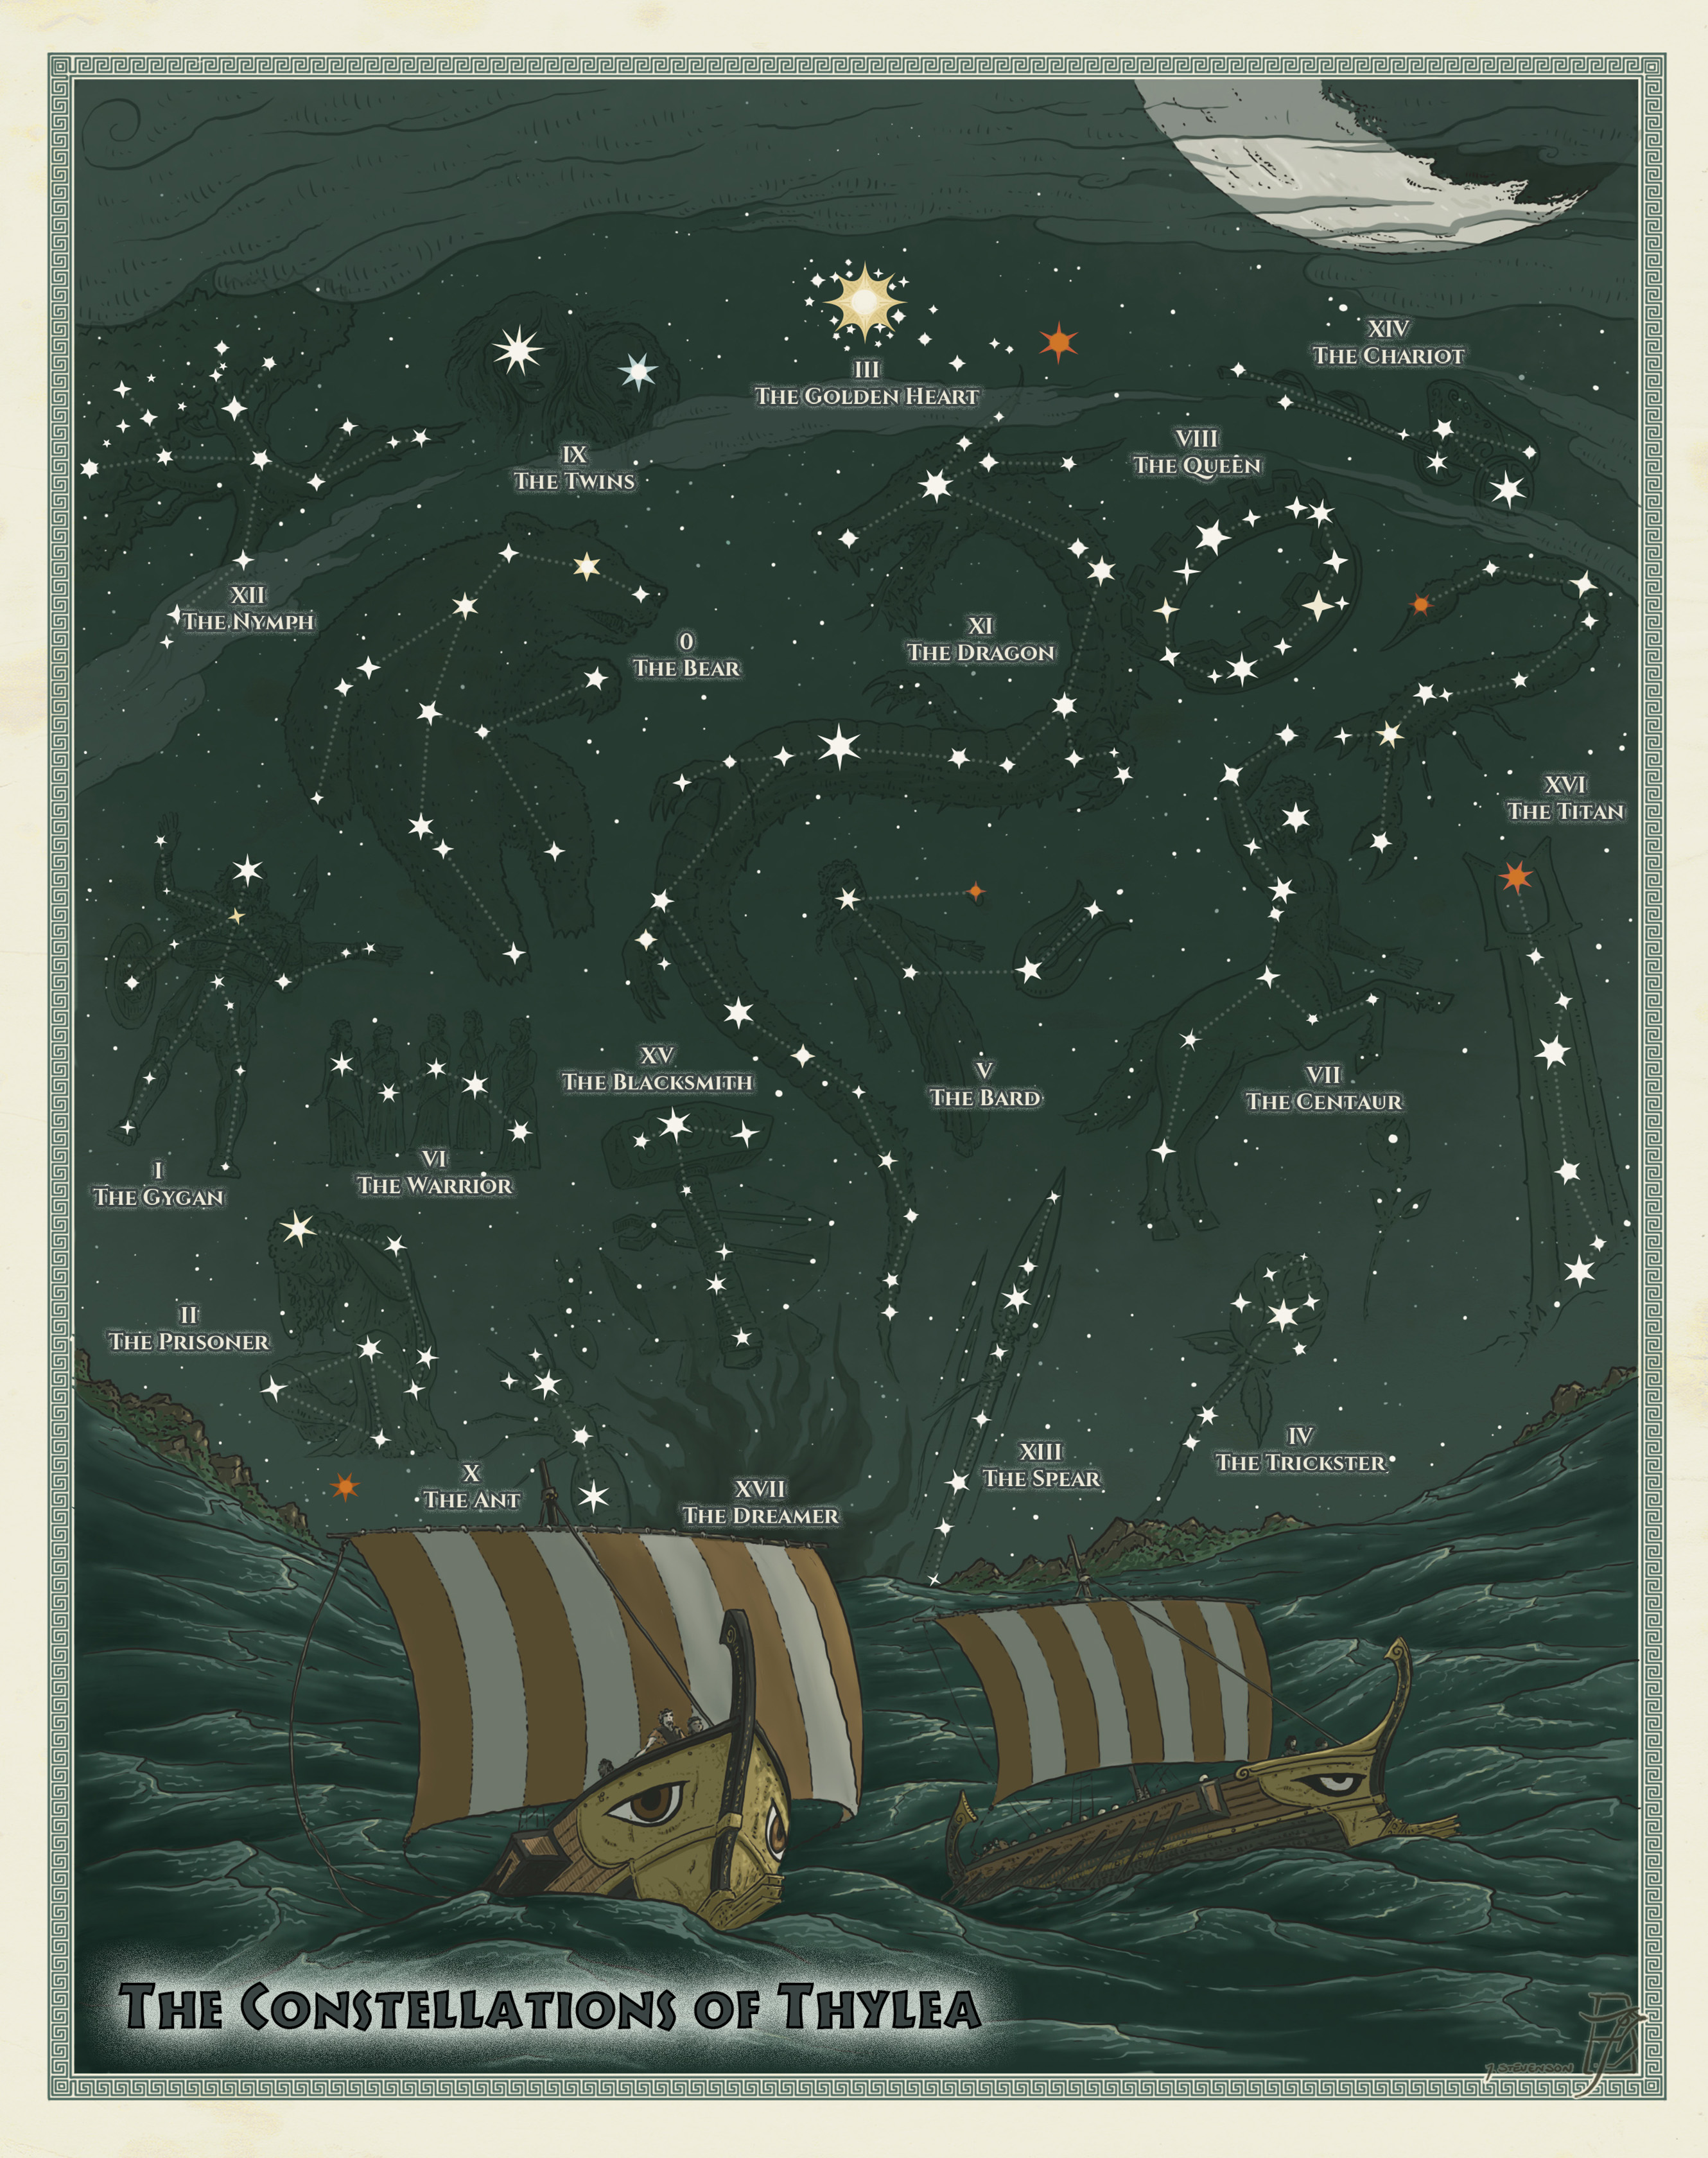 III
The Golden Heart
XIV
The Chariot
VIII
The Queen
IX
The Twins
XII
The Nymph
0
The Bear
XI
The Dragon
XVI
The Titan
XV
The Blacksmith
V
The Bard
VII
The Centaur
VI
The Warrior
I
The Gygan
II
The Prisoner
X
The Ant
XVII
The Dreamer
XIII
The Spear
IV
The Trickster
The Constellations of Thylea
J. Stevenson